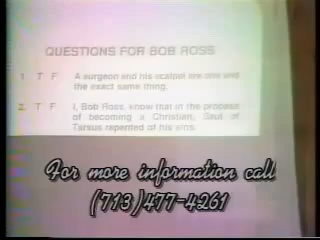 QUESTIONS FOR BOB ROSS
1. T F A surgeon and his scalpel are one and
the exact same thing.
2. T F I, Bob Ross, know that in the process
of becoming a Christian, Saul of
Tarsus repented of his sins.
For more information call
(713)477-4261